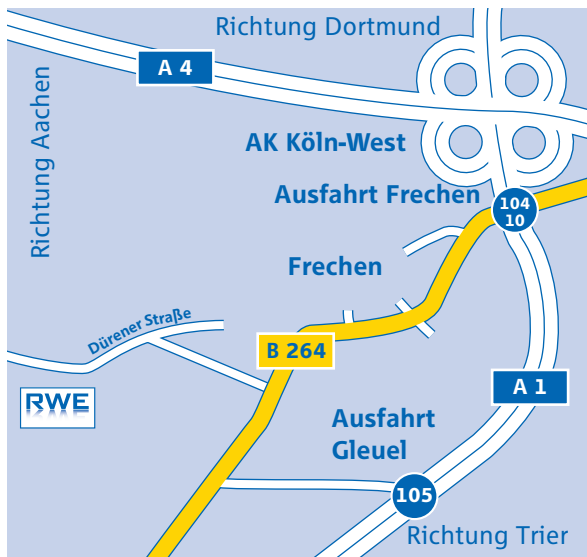 Richtung Dortmund
A 4
Richtung Aachen
AK Köln-West
Ausfahrt Frechen
104
10
Frechen
Dürener Straße
B 264
RWE
A 1
Ausfahrt
Gleuel
105
Richtung Trier